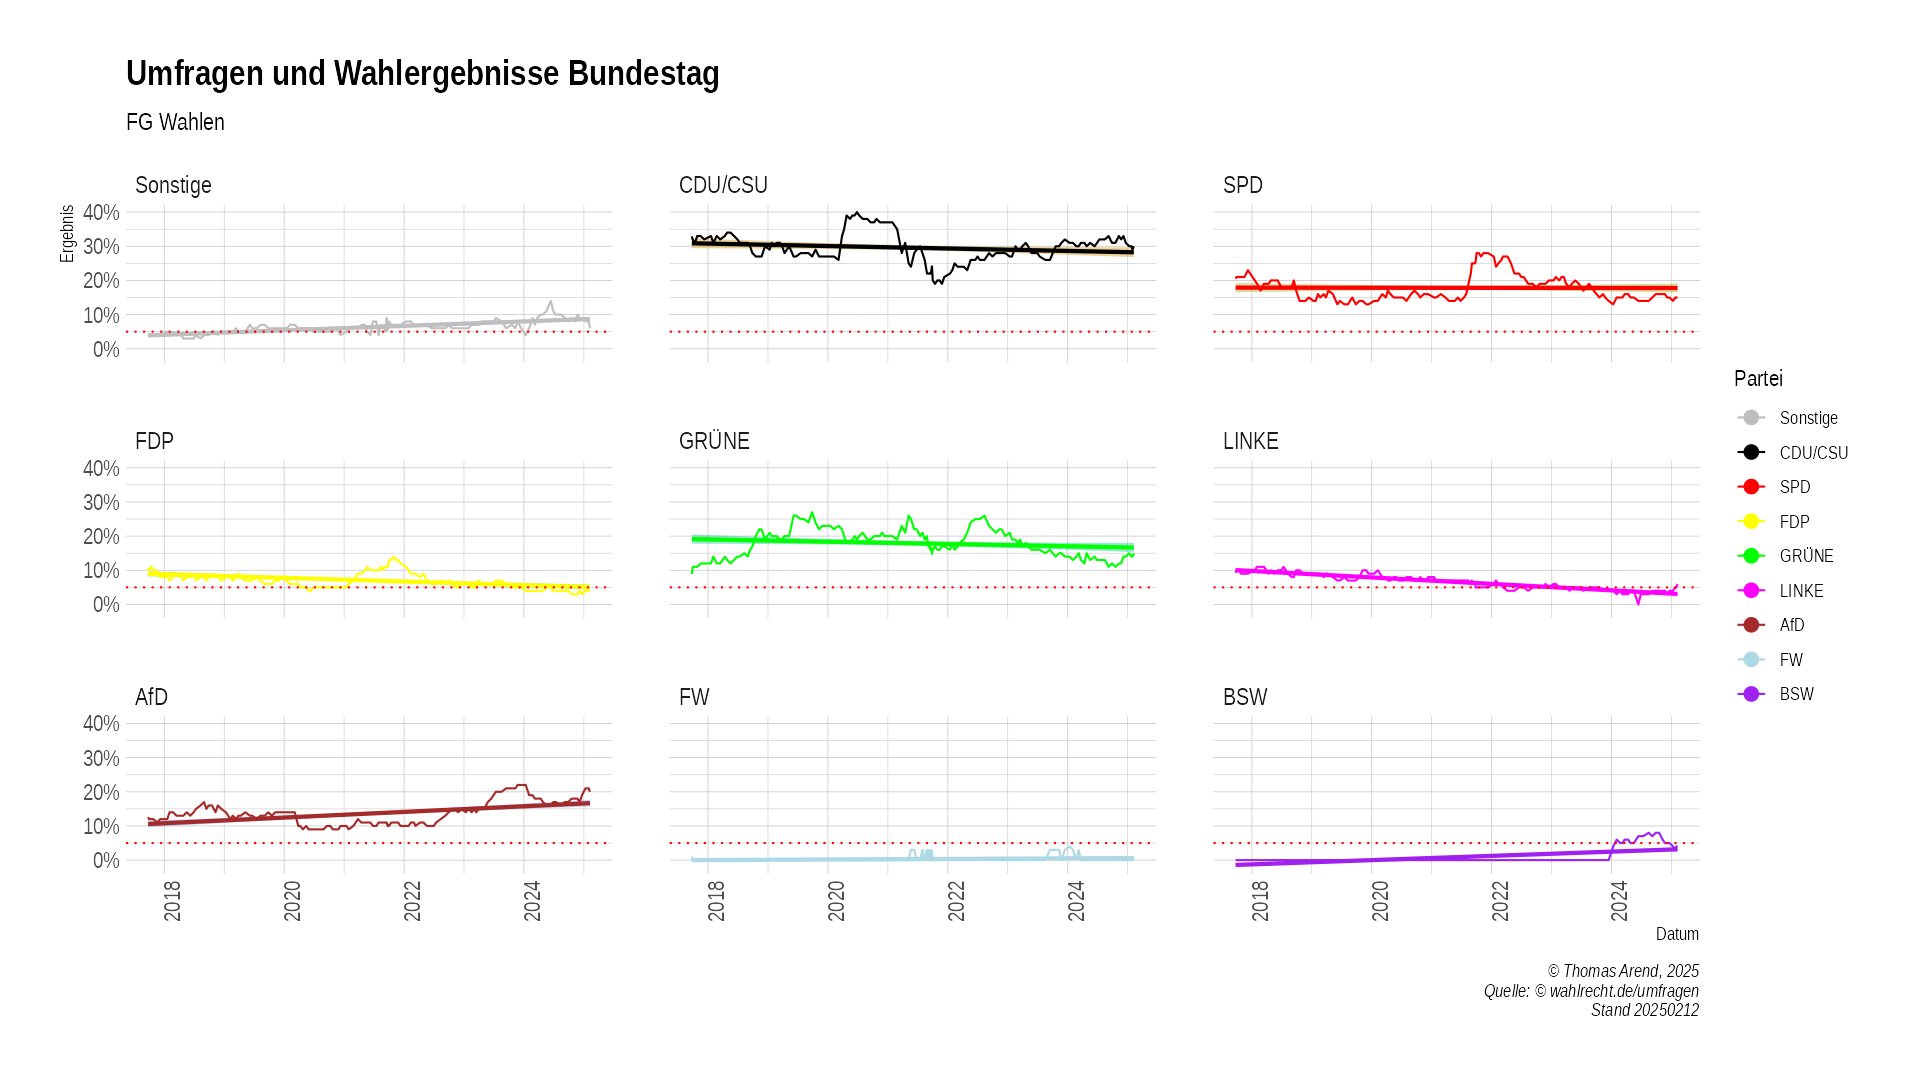 Umfragen und Wahlergebnisse Bundestag
FG Wahlen
Sonstige
CDU/CSU
SPD
Ergebnis
40%
30%
20%
10%
0%
FDP
GRÜNE
LINKE
40%
30%
20%
10%
0%
AfD
FW
BSW
40%
30%
20%
10%
0%
2018 2020 2022 2024
2018 2020 2022 2024
2018 2020 2022 2024
Datum
Partei
Sonstige
CDU/CSU
SPD
FDP
GRÜNE
LINKE
AfD
FW
BSW
© Thomas Arend, 2025
Quelle: © wahlrecht.de/umfragen
Stand 20250212